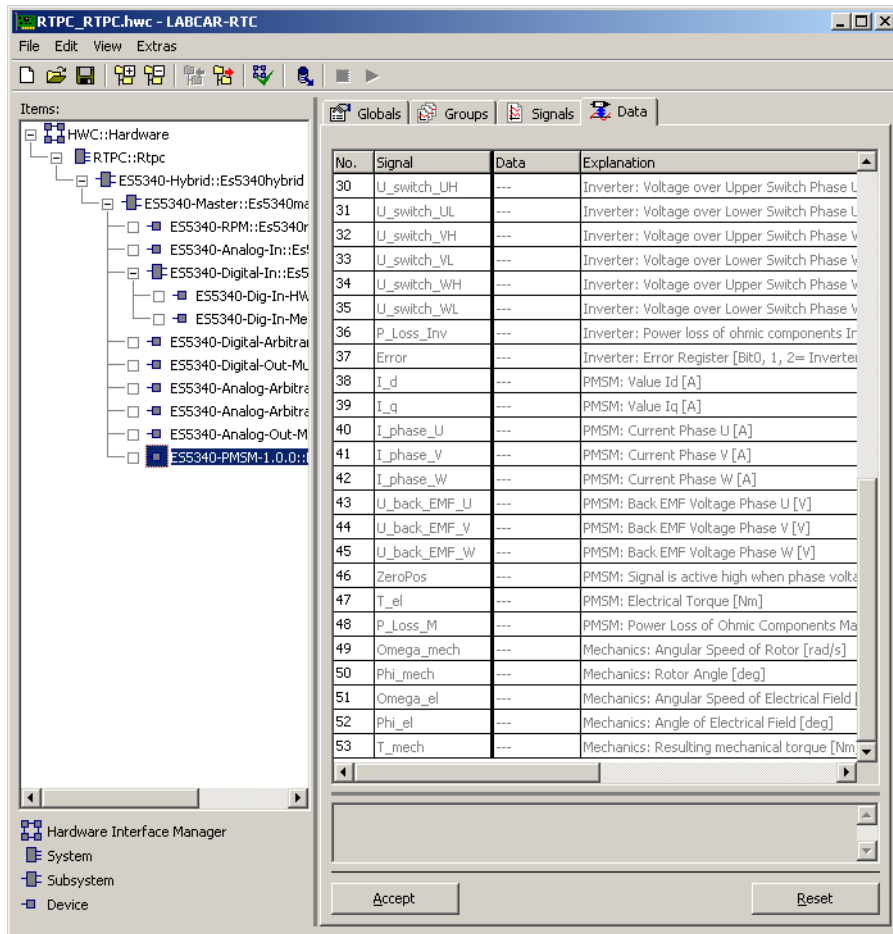 RTPC_RTPC.hwc - LABCAR-RTC
File Edit View Extras
Items:
HWC::Hardware
RTPC::Rtpc
ES5340-Hybrid::Es5340hybrid
ES5340-Master::Es5340ma
ES5340-RPM::Es5340r
ES5340-Analog-In::Es5
ES5340-Digital-In::Es5
ES5340-Dig-In-HW
ES5340-Dig-In-Me
ES5340-Digital-Arbitrar
ES5340-Digital-Out-Mu
ES5340-Analog-Arbitra
ES5340-Analog-Arbitra
ES5340-Analog-Out-M
ES5340-PMSM-1.0.0::
Hardware Interface Manager
System
Subsystem
Device
Globals Groups Signals Data
No. Signal Data Explanation
30 U_switch_UH --- Inverter: Voltage over Upper Switch Phase U
31 U_switch_UL --- Inverter: Voltage over Lower Switch Phase U
32 U_switch_VH --- Inverter: Voltage over Upper Switch Phase V
33 U_switch_VL --- Inverter: Voltage over Lower Switch Phase V
34 U_switch_WH --- Inverter: Voltage over Upper Switch Phase W
35 U_switch_WL --- Inverter: Voltage over Lower Switch Phase W
36 P_Loss_Inv --- Inverter: Power loss of ohmic components In
37 Error --- Inverter: Error Register [Bit0, 1, 2= Inverter
38 I_d --- PMSM: Value Id [A]
39 I_q --- PMSM: Value Iq [A]
40 I_phase_U --- PMSM: Current Phase U [A]
41 I_phase_V --- PMSM: Current Phase V [A]
42 I_phase_W --- PMSM: Current Phase W [A]
43 U_back_EMF_U --- PMSM: Back EMF Voltage Phase U [V]
44 U_back_EMF_V --- PMSM: Back EMF Voltage Phase V [V]
45 U_back_EMF_W --- PMSM: Back EMF Voltage Phase W [V]
46 ZeroPos --- PMSM: Signal is active high when phase volta
47 T_el --- PMSM: Electrical Torque [Nm]
48 P_Loss_M --- PMSM: Power Loss of Ohmic Components Ma
49 Omega_mech --- Mechanics: Angular Speed of Rotor [rad/s]
50 Phi_mech --- Mechanics: Rotor Angle [deg]
51 Omega_el --- Mechanics: Angular Speed of Electrical Field [
52 Phi_el --- Mechanics: Angle of Electrical Field [deg]
53 T_mech --- Mechanics: Resulting mechanical torque [Nm]
Accept Reset